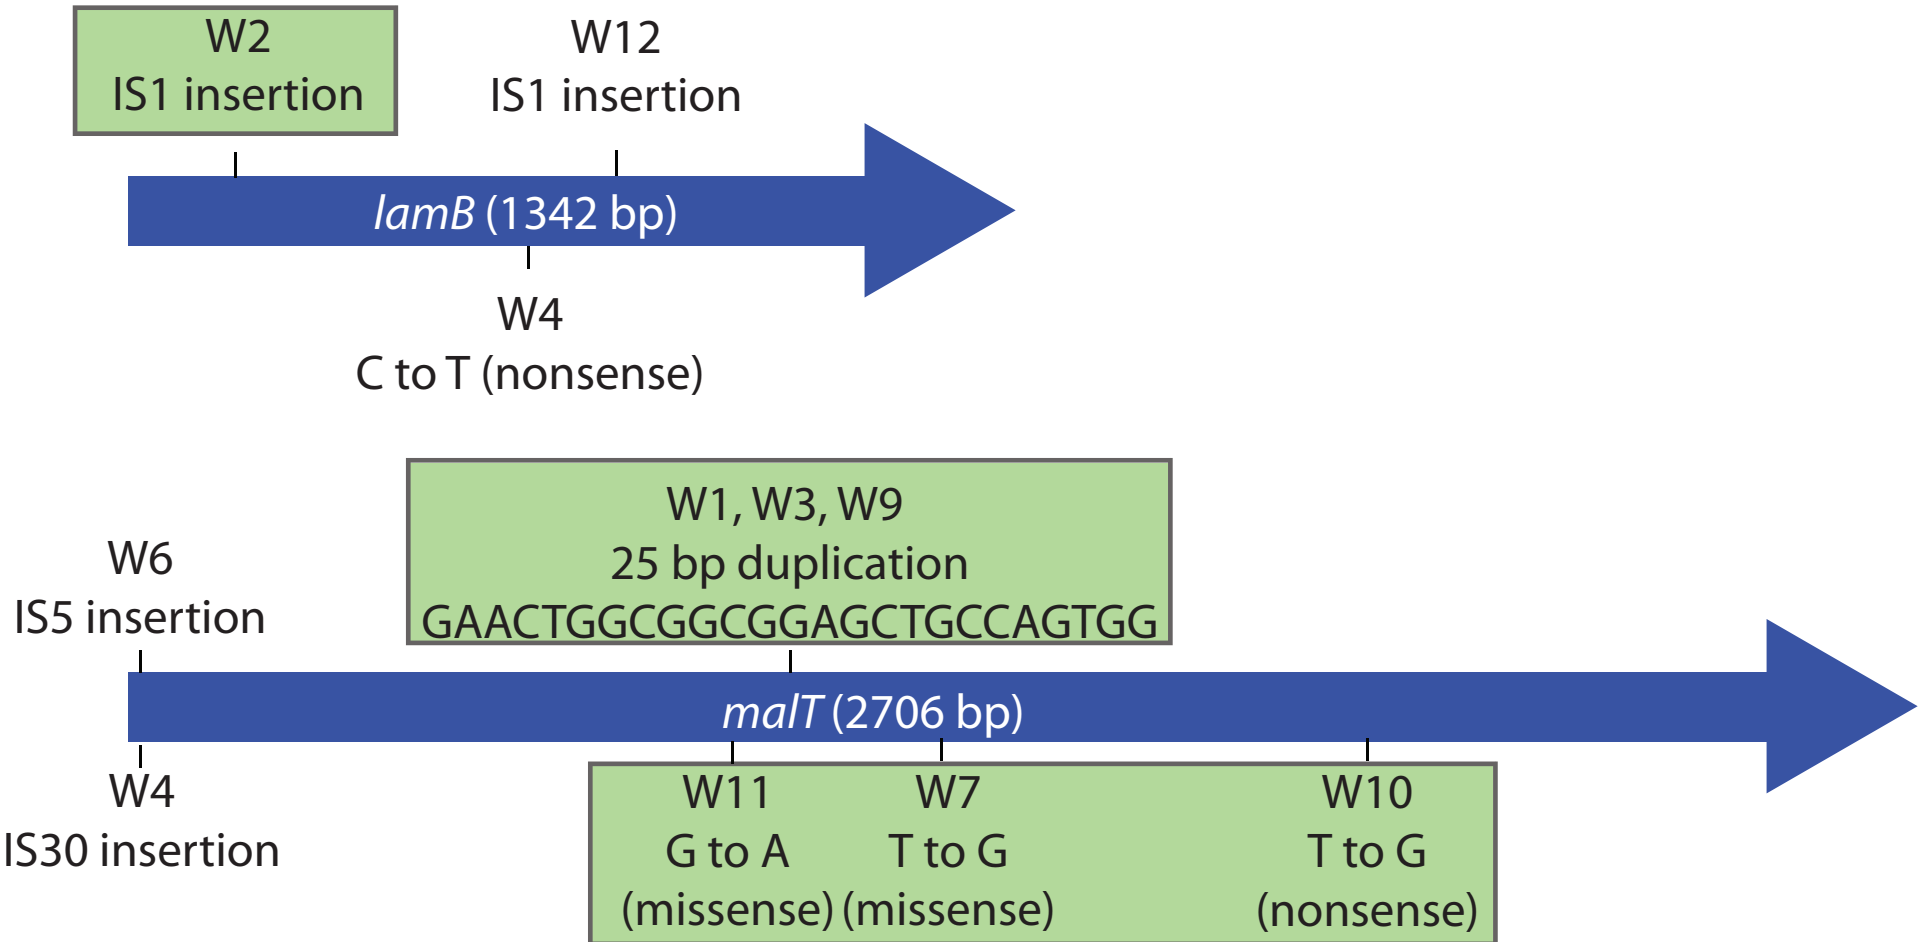 W2
IS1 insertion
W12
IS1 insertion
lamB (1342 bp)
W4
C to T (nonsense)
W1, W3, W9
25 bp duplication
GAACTGGCGGCGGAGCTGCCAGTGG
W6
IS5 insertion
malT (2706 bp)
W4
IS30 insertion
W11
G to A
(missense)
W7
T to G
(missense)
W10
T to G
(nonsense)